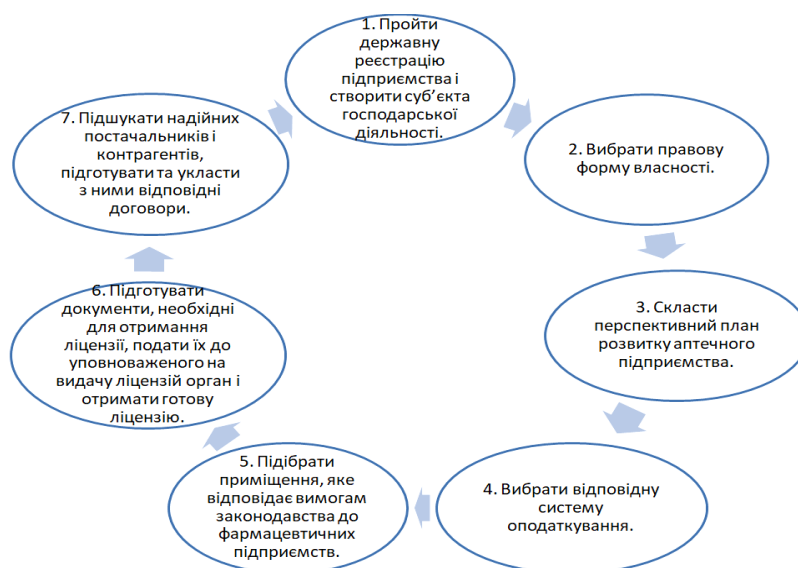 1. Пройти
державну
реєстрацію
підприємства і
створити суб’єкта
господарської
діяльності.
2. Вибрати правову
форму власності.
3. Скласти
перспективний план
розвитку аптечного
підприємства.
4. Вибрати відповідну
систему
оподаткування.
5. Підібрати
приміщення, яке
відповідає вимогам
законодавства до
фармацевтичних
підприємств.
6. Підготувати
документи, необхідні
для отримання
ліцензії, подати їх до
уповноваженого на
видачу ліцензій орган і
отримати готову
ліцензію.
7. Підшукати надійних
постачальників і
контрагентів,
підготувати та укласти
з ними відповідні
договори.